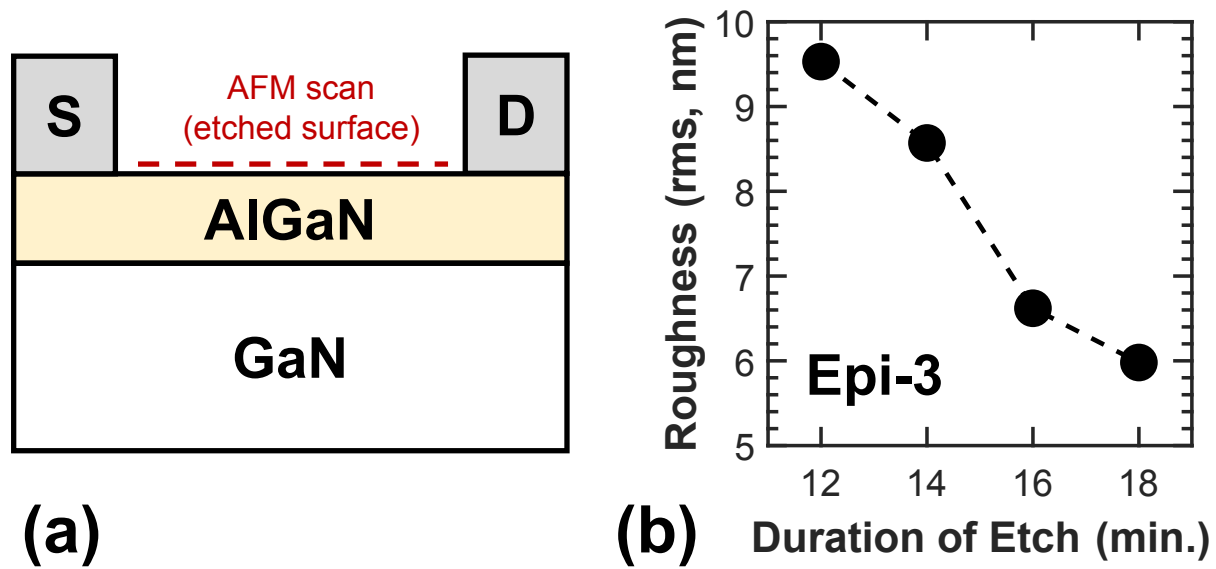 S
AFM scan
(etched surface)
D
AlGaN
GaN
(a)
Roughness (rms, nm)
10
9
8
7
6
5
Epi-3
12 14 16 18
(b)
Duration of Etch (min.)